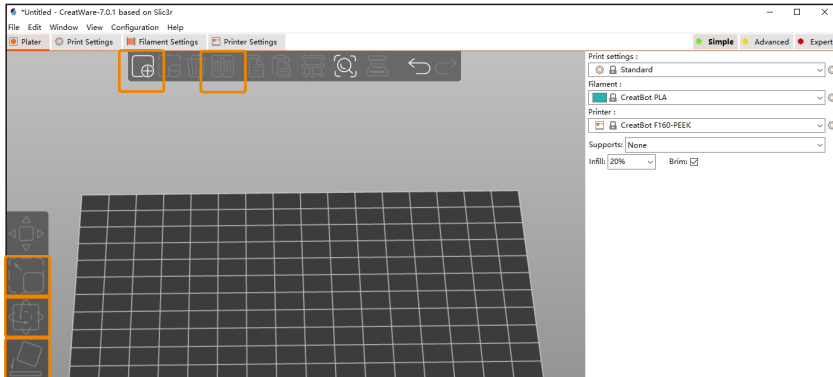 *Untitled - CreatWare-7.0.1 based on Slic3r
File Edit Window View Configuration Help
Plater Print Settings Filament Settings Printer Settings Simple Advanced Expert
Print settings :
Standard
Filament :
CreatBot PLA
Printer :
CreatBot F160-PEEK
Supports: None
Infill: 20% Brim: